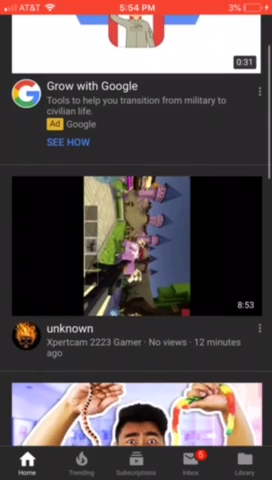 AT&T 5:54 PM 3%
0:31
Grow with Google
Tools to help you transition from military to
civilian life.
Ad Google
SEE HOW
8:53
unknown
Xpertcam 2223 Gamer · No views · 12 minutes
ago
5
Home Trending Subscriptions Inbox Library